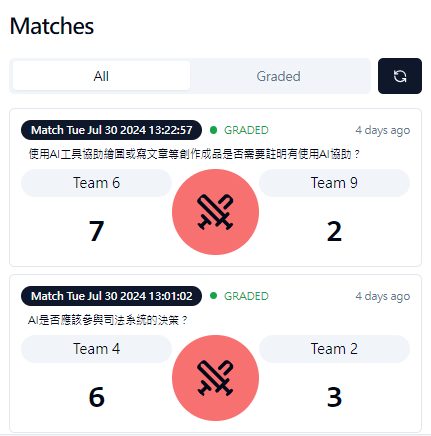 Matches
All Graded
Match Tue Jul 30 2024 13:22:57 GRADED 4 days ago
使用AI工具協助繪圖或寫文章等創作成品是否需要註明有使用AI協助？
Team 6 Team 9
7 2
Match Tue Jul 30 2024 13:01:02 GRADED 4 days ago
AI是否應該參與司法系統的決策？
Team 4 Team 2
6 3